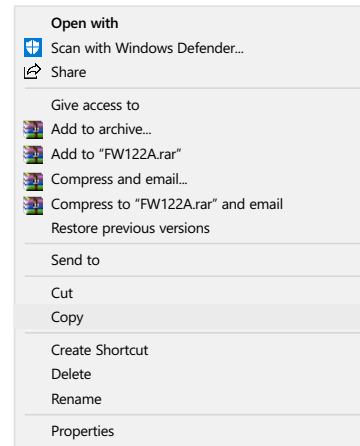 Open with
Scan with Windows Defender...
Share
Give access to
Add to archive...
Add to “FW122A.rar”
Compress and email...
Compress to “FW122A.rar” and email
Restore previous versions
Send to
Cut
Copy
Create Shortcut
Delete
Rename
Properties